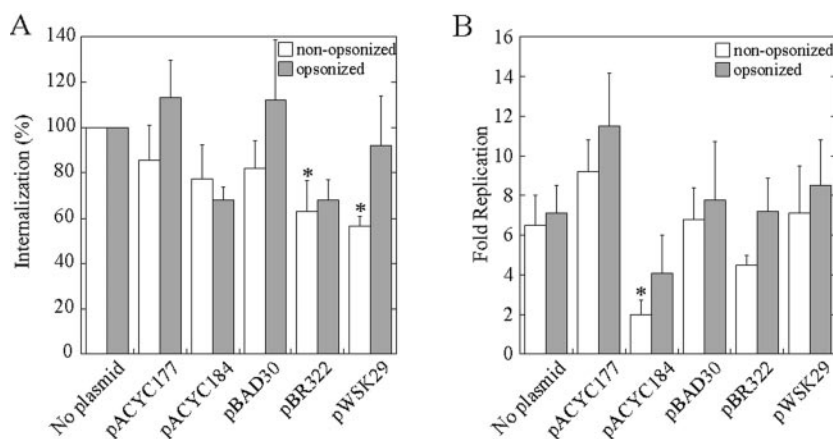 A
B
140
120
100
80
60
40
20
0
Internalization (%)
non-opsonized
opsonized
*
*
No plasmid
pACYC177
pACYC184
pBAD30
pBR322
pWSK29
16
14
12
10
8
6
4
2
0
Fold Replication
non-opsonized
opsonized
*
No plasmid
pACYC177
pACYC184
pBAD30
pBR322
pWSK29